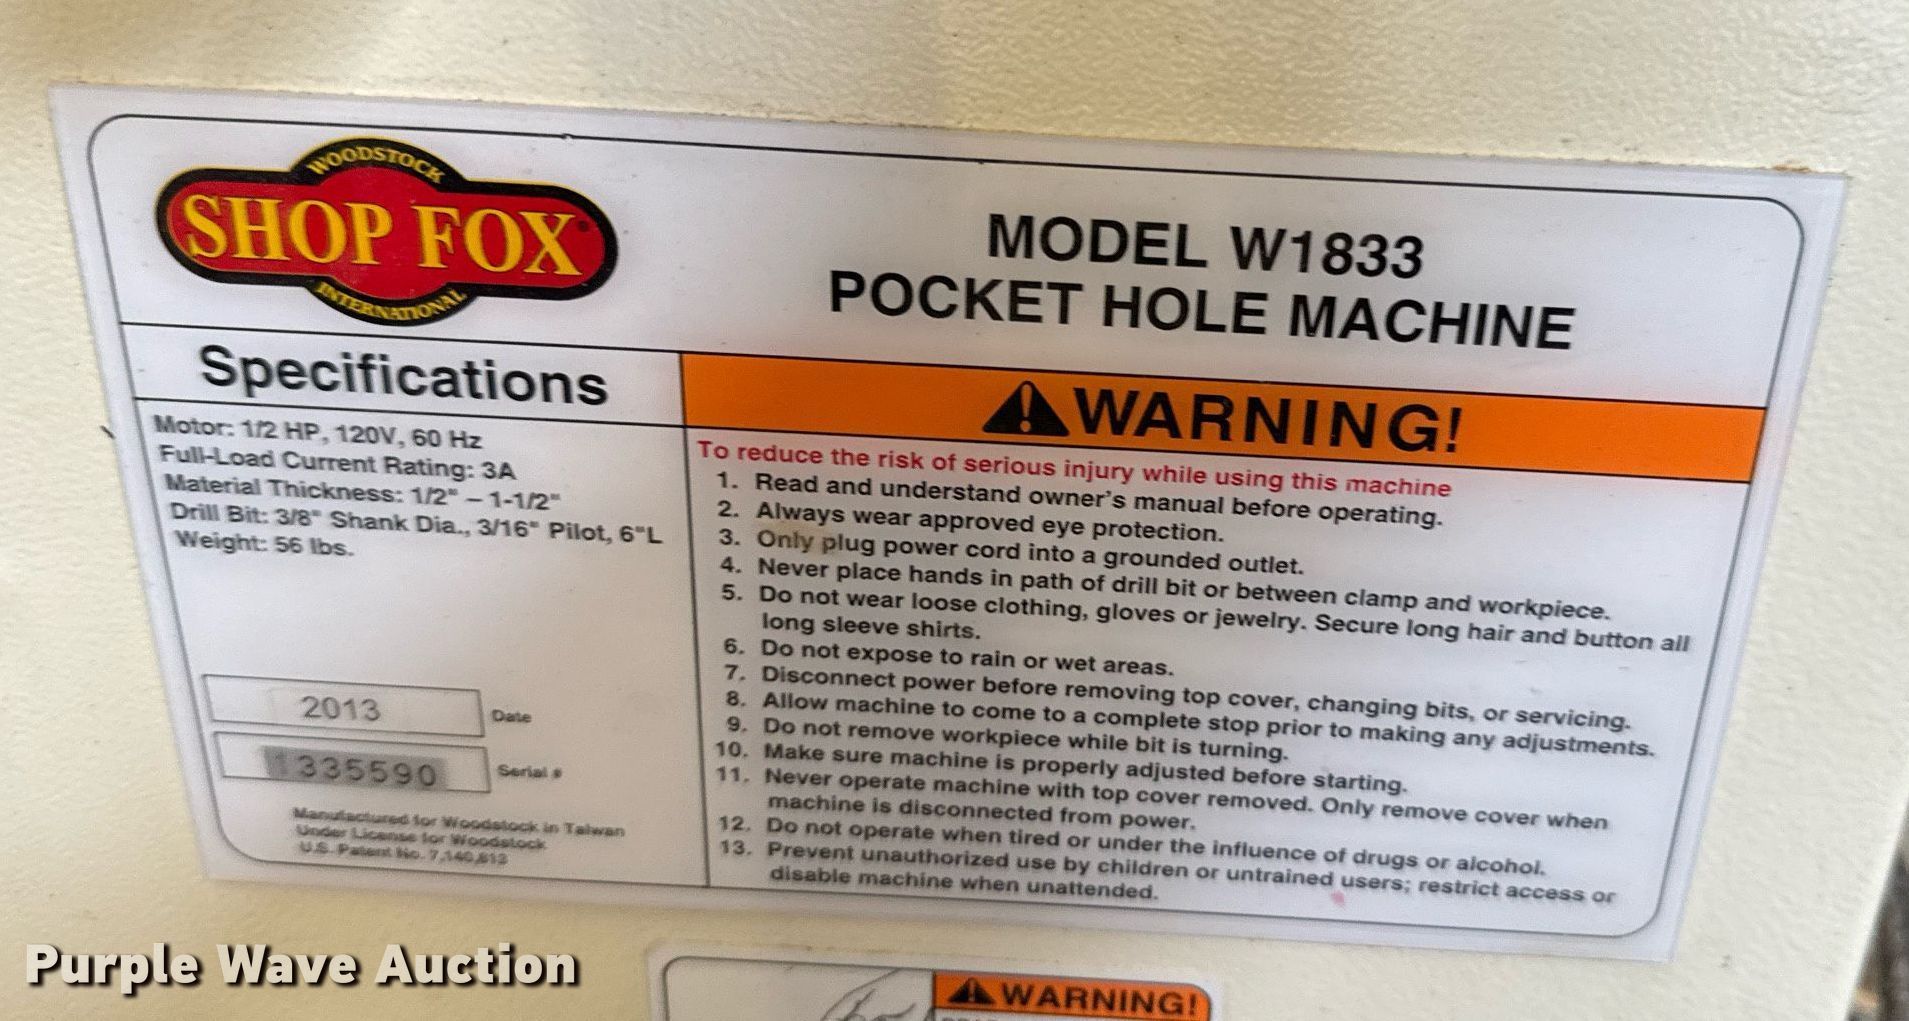 WOODSTOCK
SHOP FOX®
INTERNATIONAL
MODEL W1833
POCKET HOLE MACHINE
Specifications
Motor: 1/2 HP, 120V, 60 Hz
Full-Load Current Rating: 3A
Material Thickness: 1/2" – 1-1/2"
Drill Bit: 3/8" Shank Dia., 3/16" Pilot, 6"L
Weight: 56 lbs.
2013 Date
1335590 Serial #
Manufactured for Woodstock in Taiwan
Under License for Woodstock
U.S. Patent No. 7,140,813
WARNING!
To reduce the risk of serious injury while using this machine
1. Read and understand owner's manual before operating.
2. Always wear approved eye protection.
3. Only plug power cord into a grounded outlet.
4. Never place hands in path of drill bit or between clamp and workpiece.
5. Do not wear loose clothing, gloves or jewelry. Secure long hair and button all
long sleeve shirts.
6. Do not expose to rain or wet areas.
7. Disconnect power before removing top cover, changing bits, or servicing.
8. Allow machine to come to a complete stop prior to making any adjustments.
9. Do not remove workpiece while bit is turning.
10. Make sure machine is properly adjusted before starting.
11. Never operate machine with top cover removed. Only remove cover when
machine is disconnected from power.
12. Do not operate when tired or under the influence of drugs or alcohol.
13. Prevent unauthorized use by children or untrained users; restrict access or
disable machine when unattended.
WARNING!
Purple Wave Auction